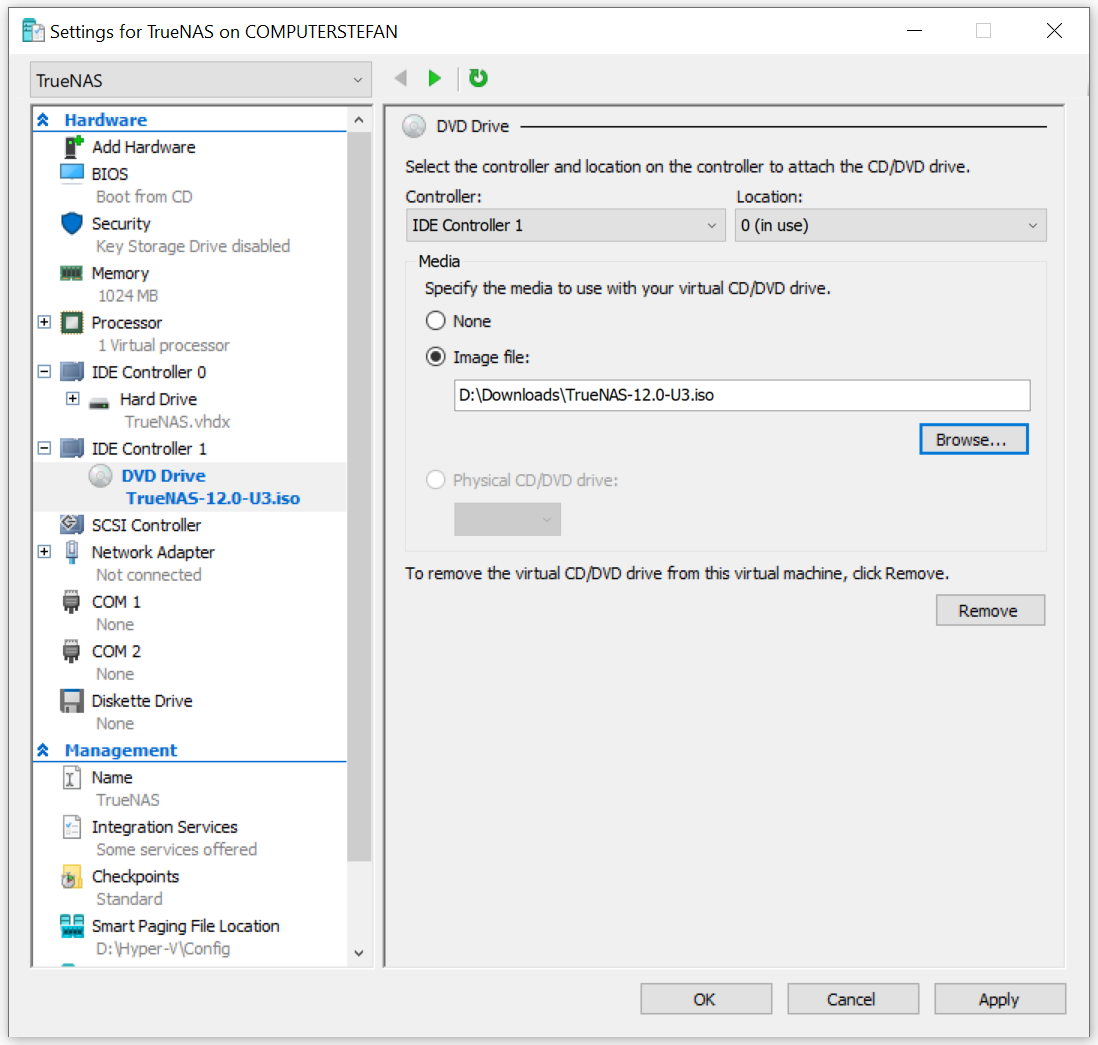 Settings for TrueNAS on COMPUTERSTEFAN
TrueNAS
Hardware
Add Hardware
BIOS
Boot from CD
Security
Key Storage Drive disabled
Memory
1024 MB
Processor
1 Virtual processor
IDE Controller 0
Hard Drive
TrueNAS.vhdx
IDE Controller 1
DVD Drive
TrueNAS-12.0-U3.iso
SCSI Controller
Network Adapter
Not connected
COM 1
None
COM 2
None
Diskette Drive
None
Management
Name
TrueNAS
Integration Services
Some services offered
Checkpoints
Standard
Smart Paging File Location
D:\Hyper-V\Config
DVD Drive
Select the controller and location on the controller to attach the CD/DVD drive.
Controller: Location:
IDE Controller 1 0 (in use)
Media
Specify the media to use with your virtual CD/DVD drive.
None
Image file:
D:\Downloads\TrueNAS-12.0-U3.iso
Browse...
Physical CD/DVD drive:
To remove the virtual CD/DVD drive from this virtual machine, click Remove.
Remove
OK Cancel Apply